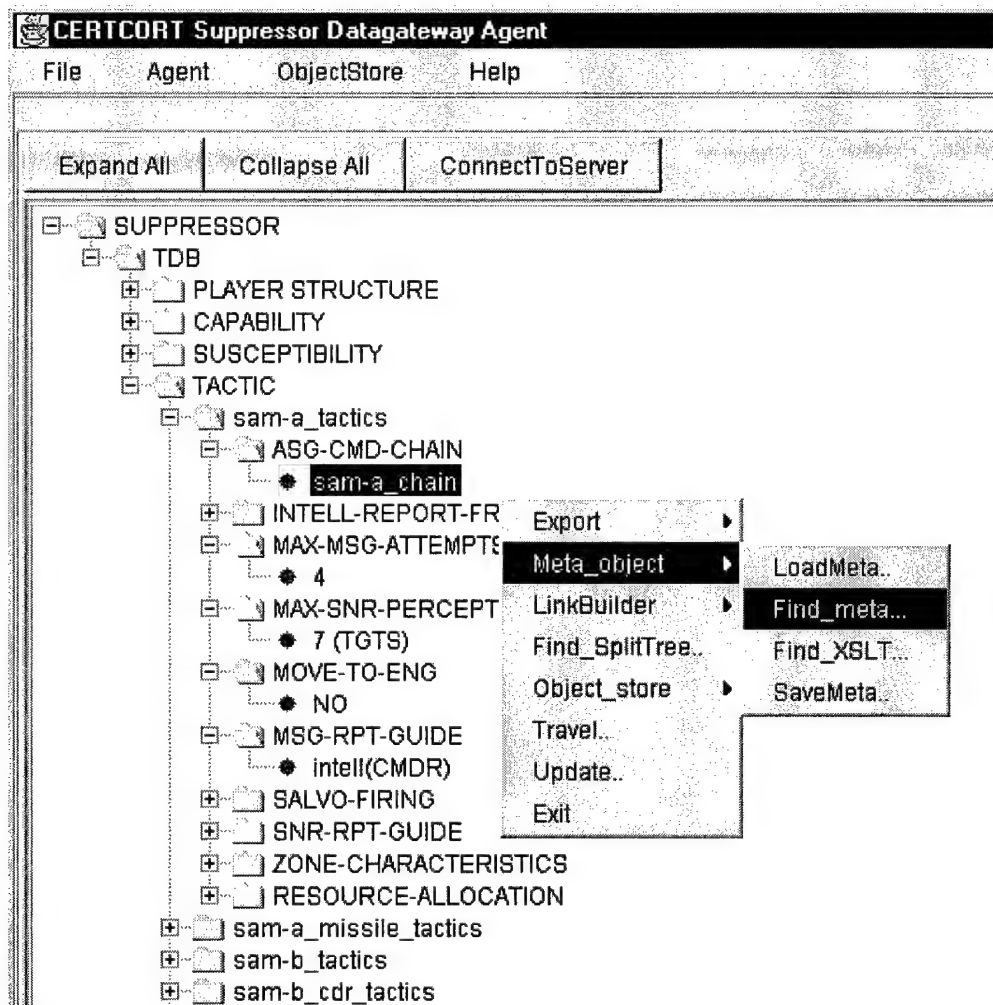 CERTCORT Suppressor Datagateway Agent
File Agent ObjectStore Help
Expand All Collapse All ConnectToServer
SUPPRESSOR
TDB
PLAYER STRUCTURE
CAPABILITY
SUSCEPTIBILITY
TACTIC
sam-a_tactics
ASG-CMD-CHAIN
sam-a_chain
INTELL-REPORT-FR
MAX-MSG-ATTEMPTS
4
MAX-SNR-PERCEPT
7 (TGTS)
MOVE-TO-ENG
NO
MSG-RPT-GUIDE
intell(CMDR)
SALVO-FIRING
SNR-RPT-GUIDE
ZONE-CHARACTERISTICS
RESOURCE-ALLOCATION
sam-a_missile_tactics
sam-b_tactics
sam-b_cdr_tactics
Export
Meta_object
LinkBuilder
Find_SplitTree..
Object_store
Travel..
Update..
Exit
LoadMeta..
Find_meta...
Find_XSLT...
SaveMeta..